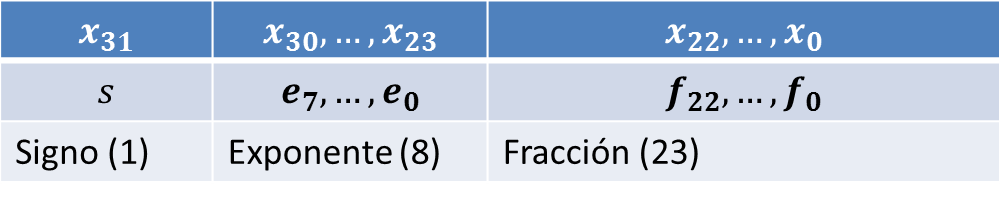 x₃₁ x₃₀, ... , x₂₃ x₂₂, ... , x₀
s e₇, ... , e₀ f₂₂, ... , f₀
Signo (1) Exponente (8) Fracción (23)